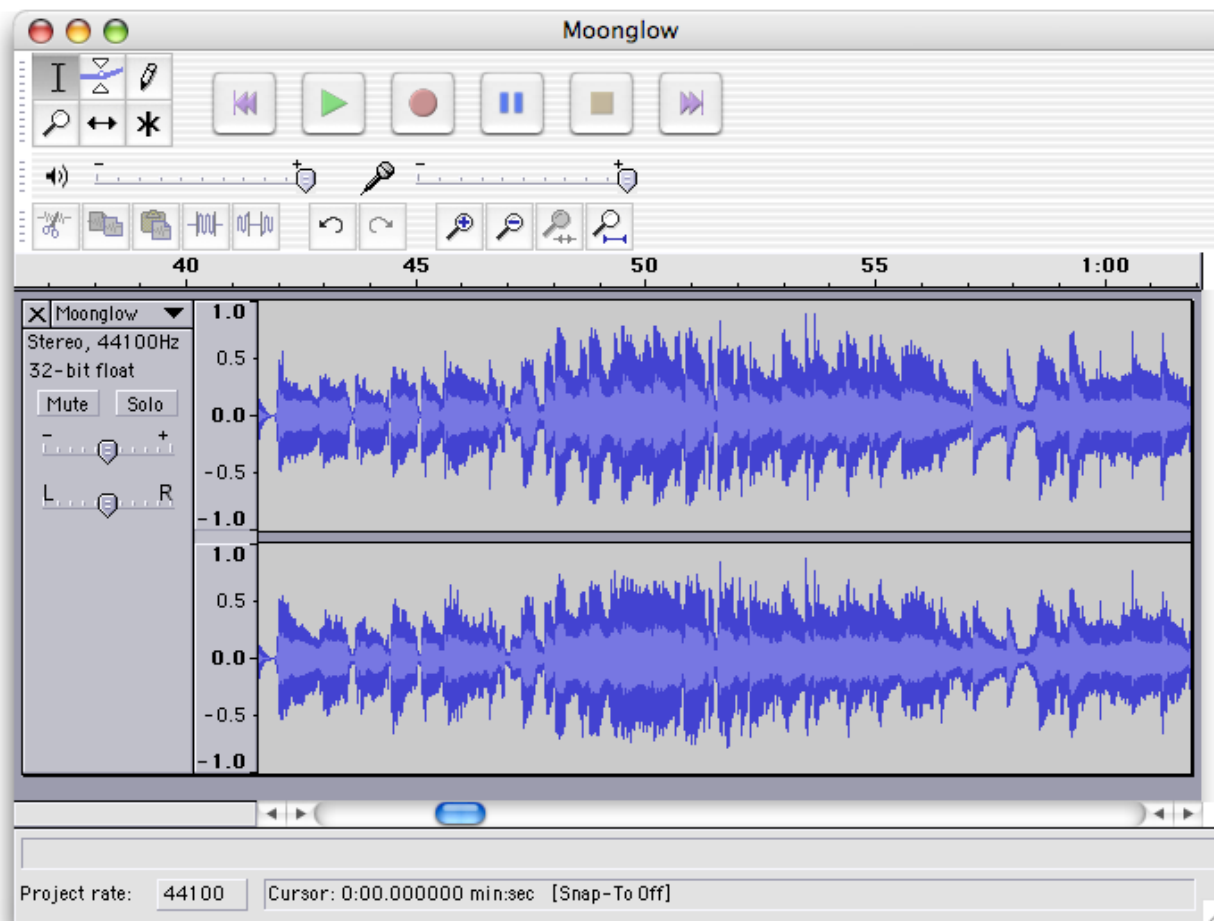 Moonglow
- +
- +
40 45 50 55 1:00
X Moonglow
Stereo, 44100Hz
32-bit float
Mute Solo
- +
L R
1.0
0.5
0.0
-0.5
-1.0
1.0
0.5
0.0
-0.5
-1.0
Project rate: 44100 Cursor: 0:00.000000 min:sec [Snap-To Off]